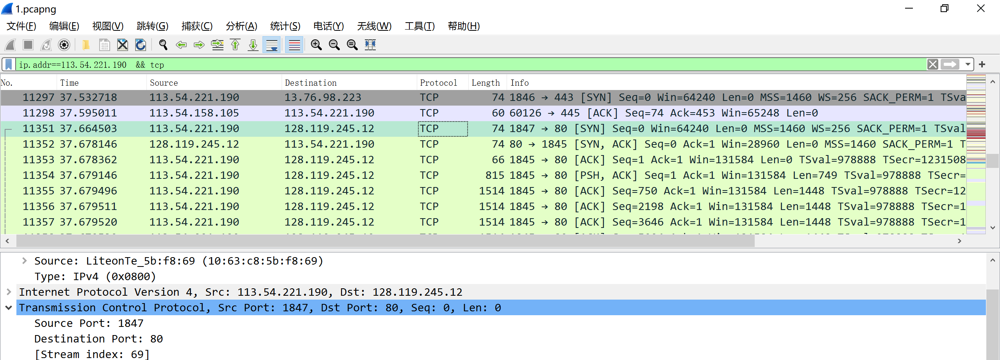 1.pcapng
文件(F) 编辑(E) 视图(V) 跳转(G) 捕获(C) 分析(A) 统计(S) 电话(Y) 无线(W) 工具(T) 帮助(H)
ip.addr==113.54.221.190 && tcp
No. Time Source Destination Protocol Length Info
11297 37.532718 113.54.221.190 13.76.98.223 TCP 74 1846 → 443 [SYN] Seq=0 Win=64240 Len=0 MSS=1460 WS=256 SACK_PERM=1 TSva
11298 37.595011 113.54.158.105 113.54.221.190 TCP 60 60126 → 445 [ACK] Seq=74 Ack=453 Win=65248 Len=0
11351 37.664503 113.54.221.190 128.119.245.12 TCP 74 1847 → 80 [SYN] Seq=0 Win=64240 Len=0 MSS=1460 WS=256 SACK_PERM=1 TSval
11352 37.678146 128.119.245.12 113.54.221.190 TCP 74 80 → 1845 [SYN, ACK] Seq=0 Ack=1 Win=28960 Len=0 MSS=1460 SACK_PERM=1 T
11353 37.678362 113.54.221.190 128.119.245.12 TCP 66 1845 → 80 [ACK] Seq=1 Ack=1 Win=131584 Len=0 TSval=978888 TSecr=1231508
11354 37.679146 113.54.221.190 128.119.245.12 TCP 815 1845 → 80 [PSH, ACK] Seq=1 Ack=1 Win=131584 Len=749 TSval=978888 TSecr=
11355 37.679496 113.54.221.190 128.119.245.12 TCP 1514 1845 → 80 [ACK] Seq=750 Ack=1 Win=131584 Len=1448 TSval=978888 TSecr=12
11356 37.679511 113.54.221.190 128.119.245.12 TCP 1514 1845 → 80 [ACK] Seq=2198 Ack=1 Win=131584 Len=1448 TSval=978888 TSecr=1
11357 37.679520 113.54.221.190 128.119.245.12 TCP 1514 1845 → 80 [ACK] Seq=3646 Ack=1 Win=131584 Len=1448 TSval=978888 TSecr=1
Source: LiteonTe_5b:f8:69 (10:63:c8:5b:f8:69)
Type: IPv4 (0x0800)
Internet Protocol Version 4, Src: 113.54.221.190, Dst: 128.119.245.12
Transmission Control Protocol, Src Port: 1847, Dst Port: 80, Seq: 0, Len: 0
Source Port: 1847
Destination Port: 80
[Stream index: 69]